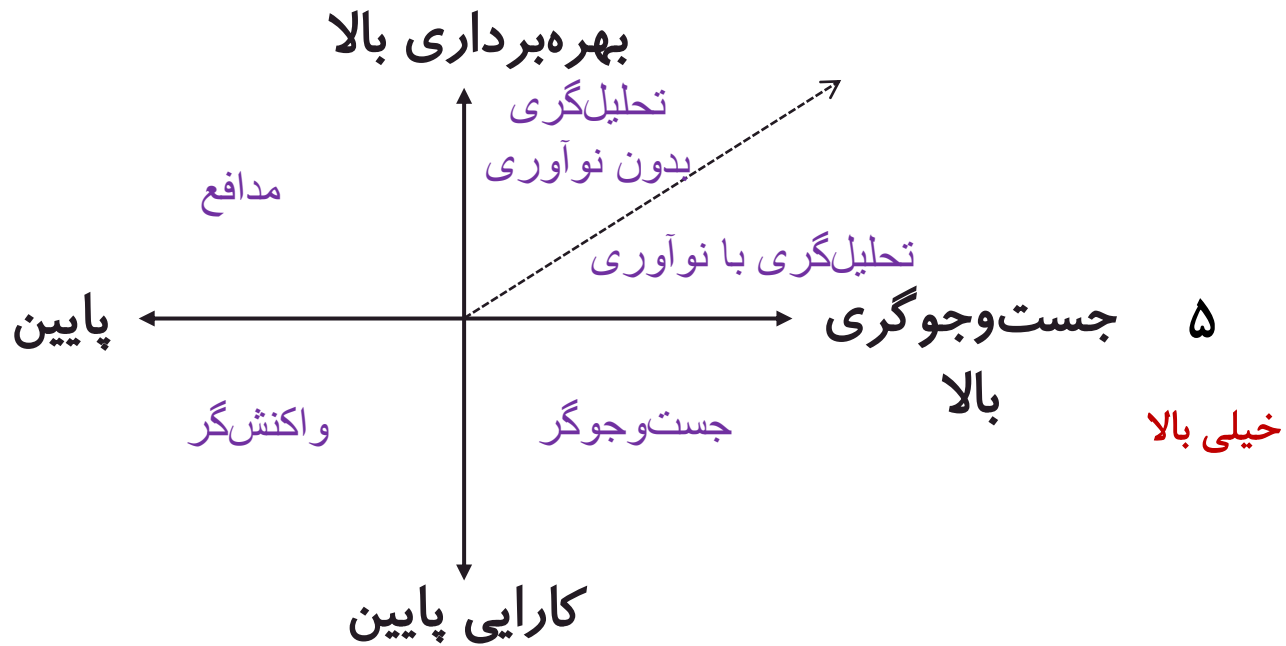 بهره‌برداری بالا
تحلیل‌گری
بدون نوآوری
مدافع
تحلیل‌گری با نوآوری
جست‌وجوگری
بالا
۵
پایین
خیلی بالا
جست‌وجوگر
واکنش‌گر
کارایی پایین